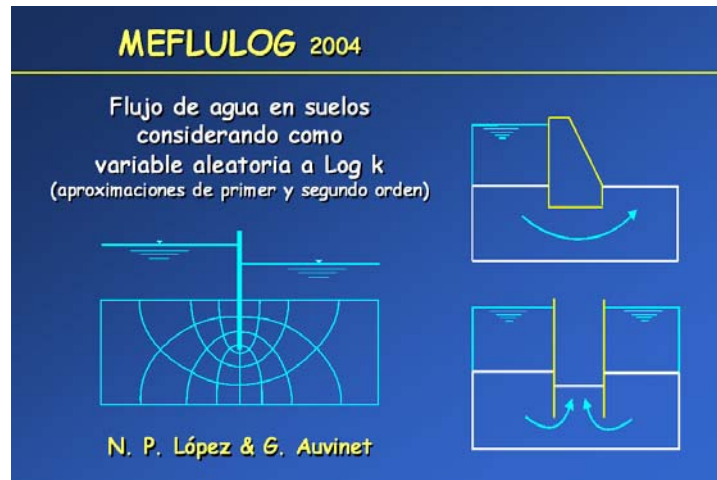 MEFLULOG 2004
Flujo de agua en suelos
considerando como
variable aleatoria a Log k
(aproximaciones de primer y segundo orden)
N. P. López & G. Auvinet